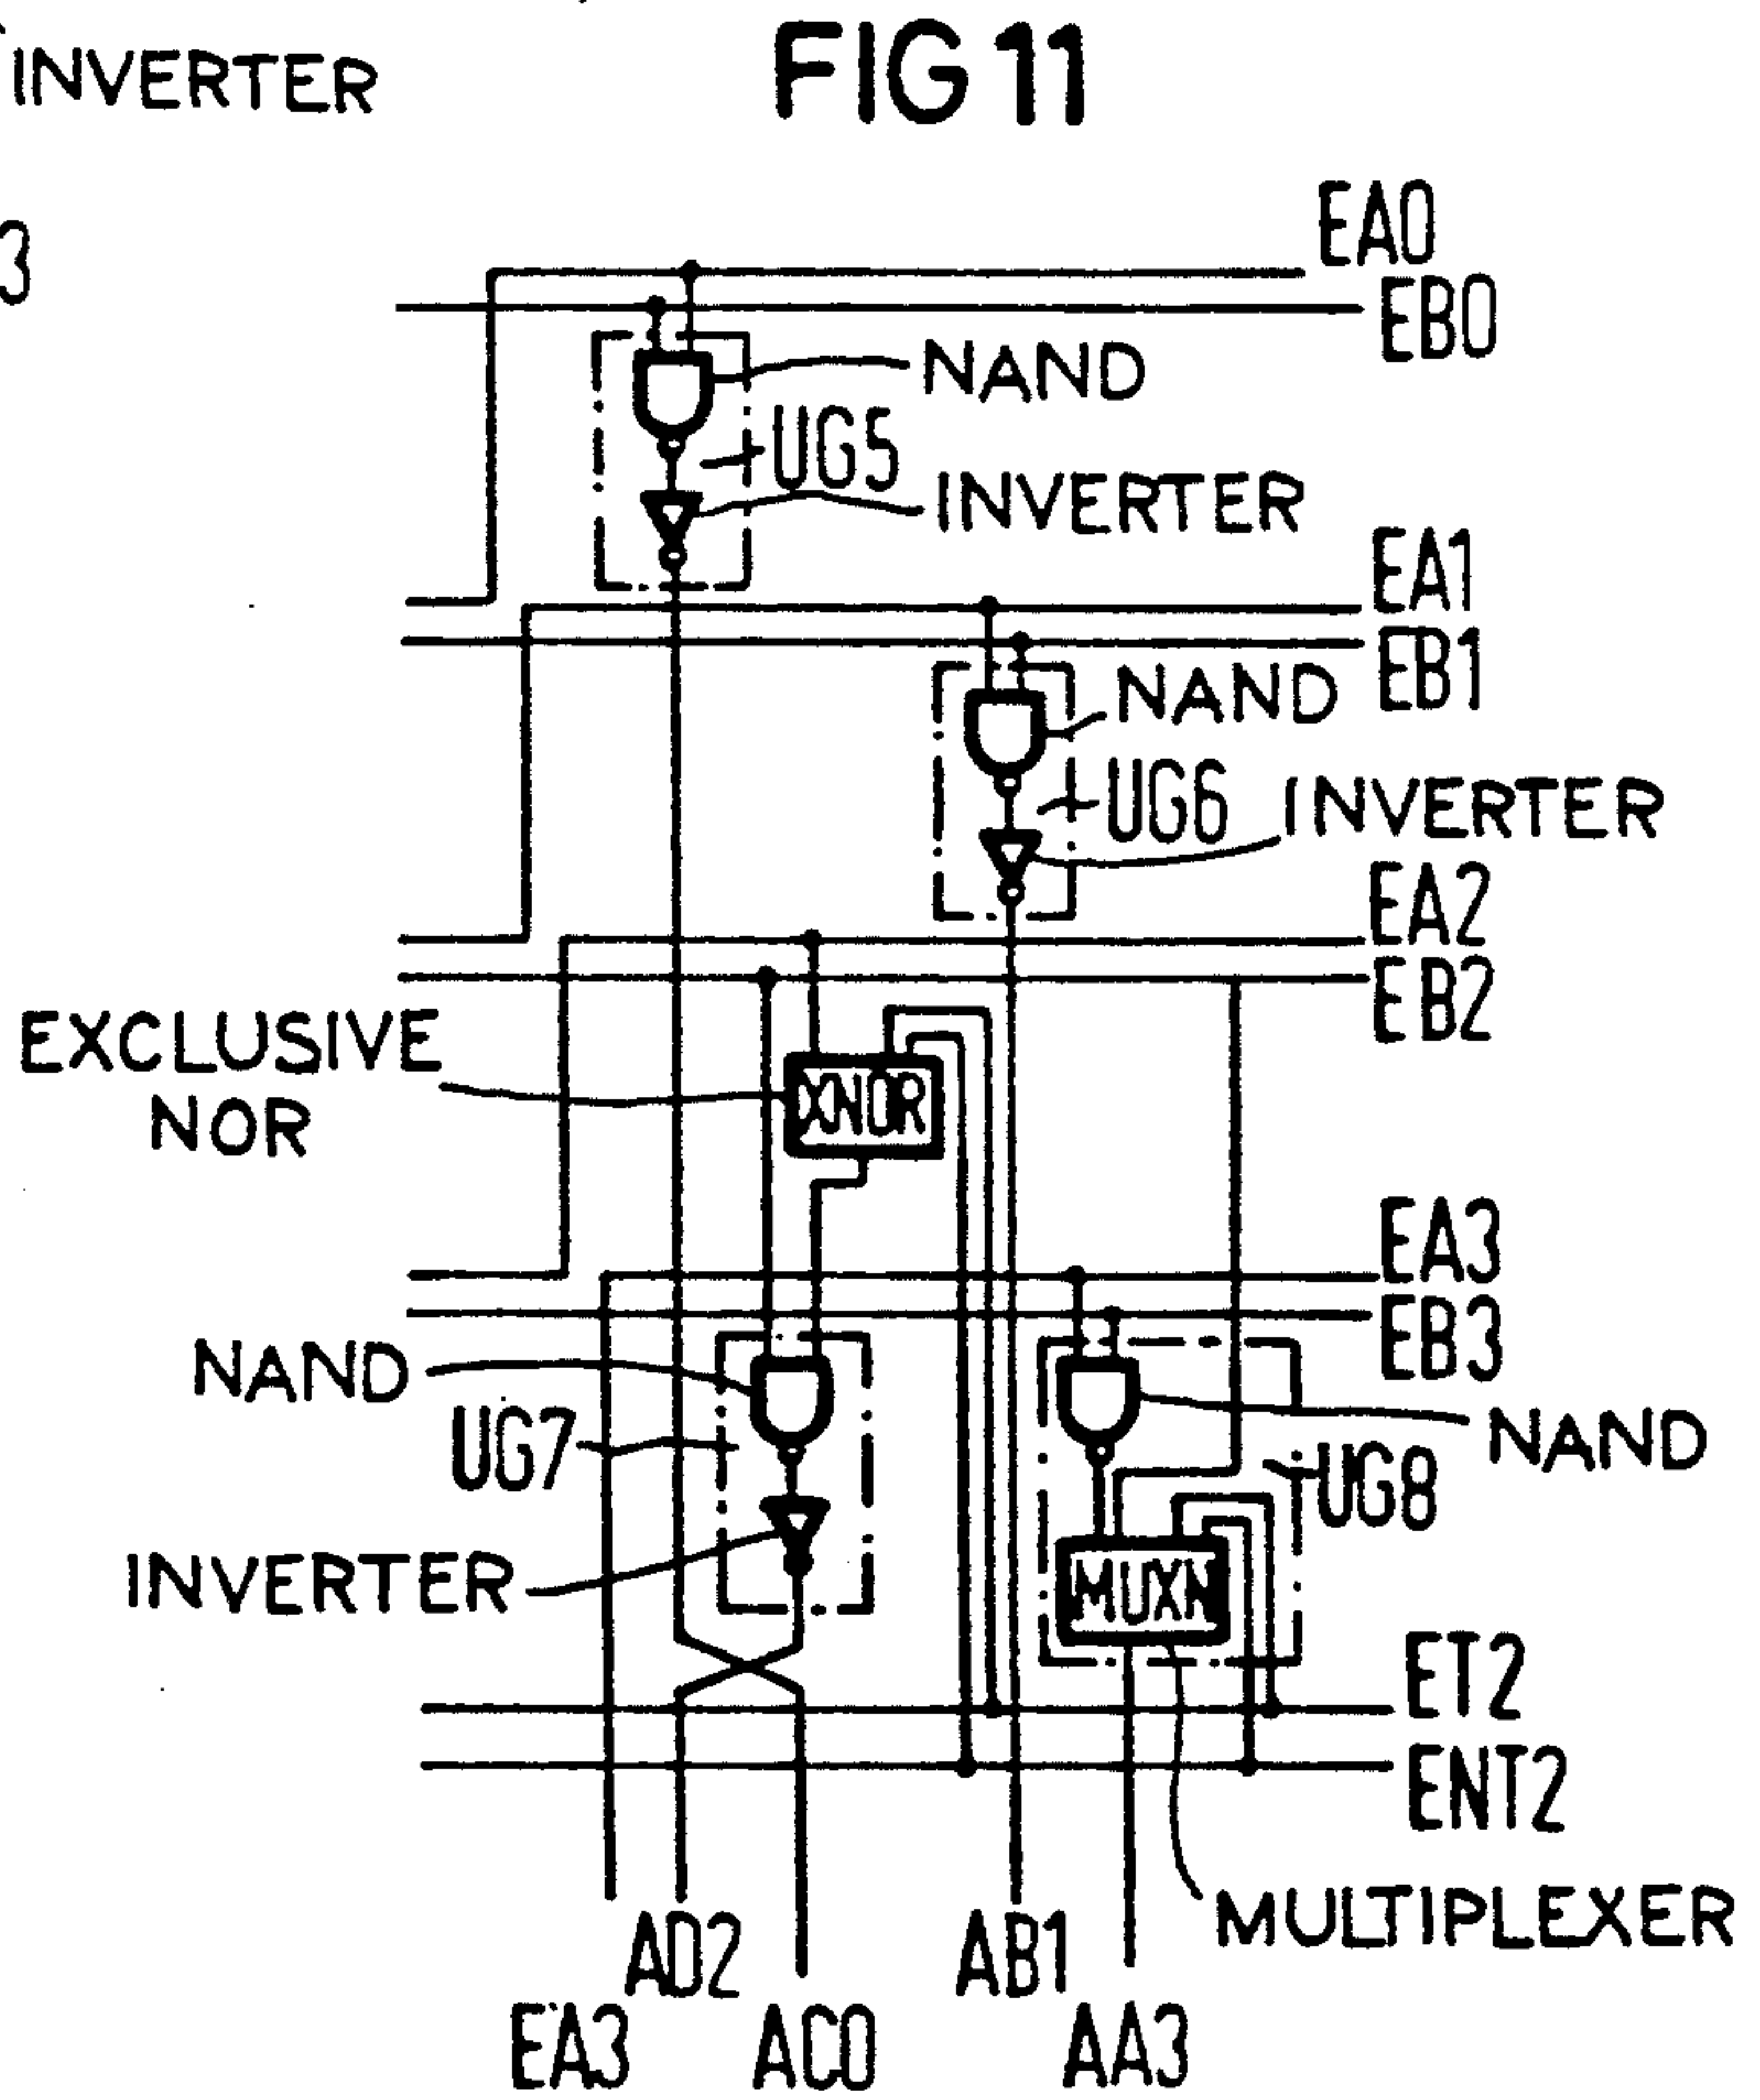 INVERTER
FIG 11
3
EA0
EB0
NAND
UG5
INVERTER
EA1
EB1
NAND
UG6
INVERTER
EA2
EB2
EXCLUSIVE
NOR
XNOR
EA3
EB3
NAND
NAND
UG7
UG8
INVERTER
MUXN
ET2
ENT2
MULTIPLEXER
AD2
AB1
EA3
AC0
AA3